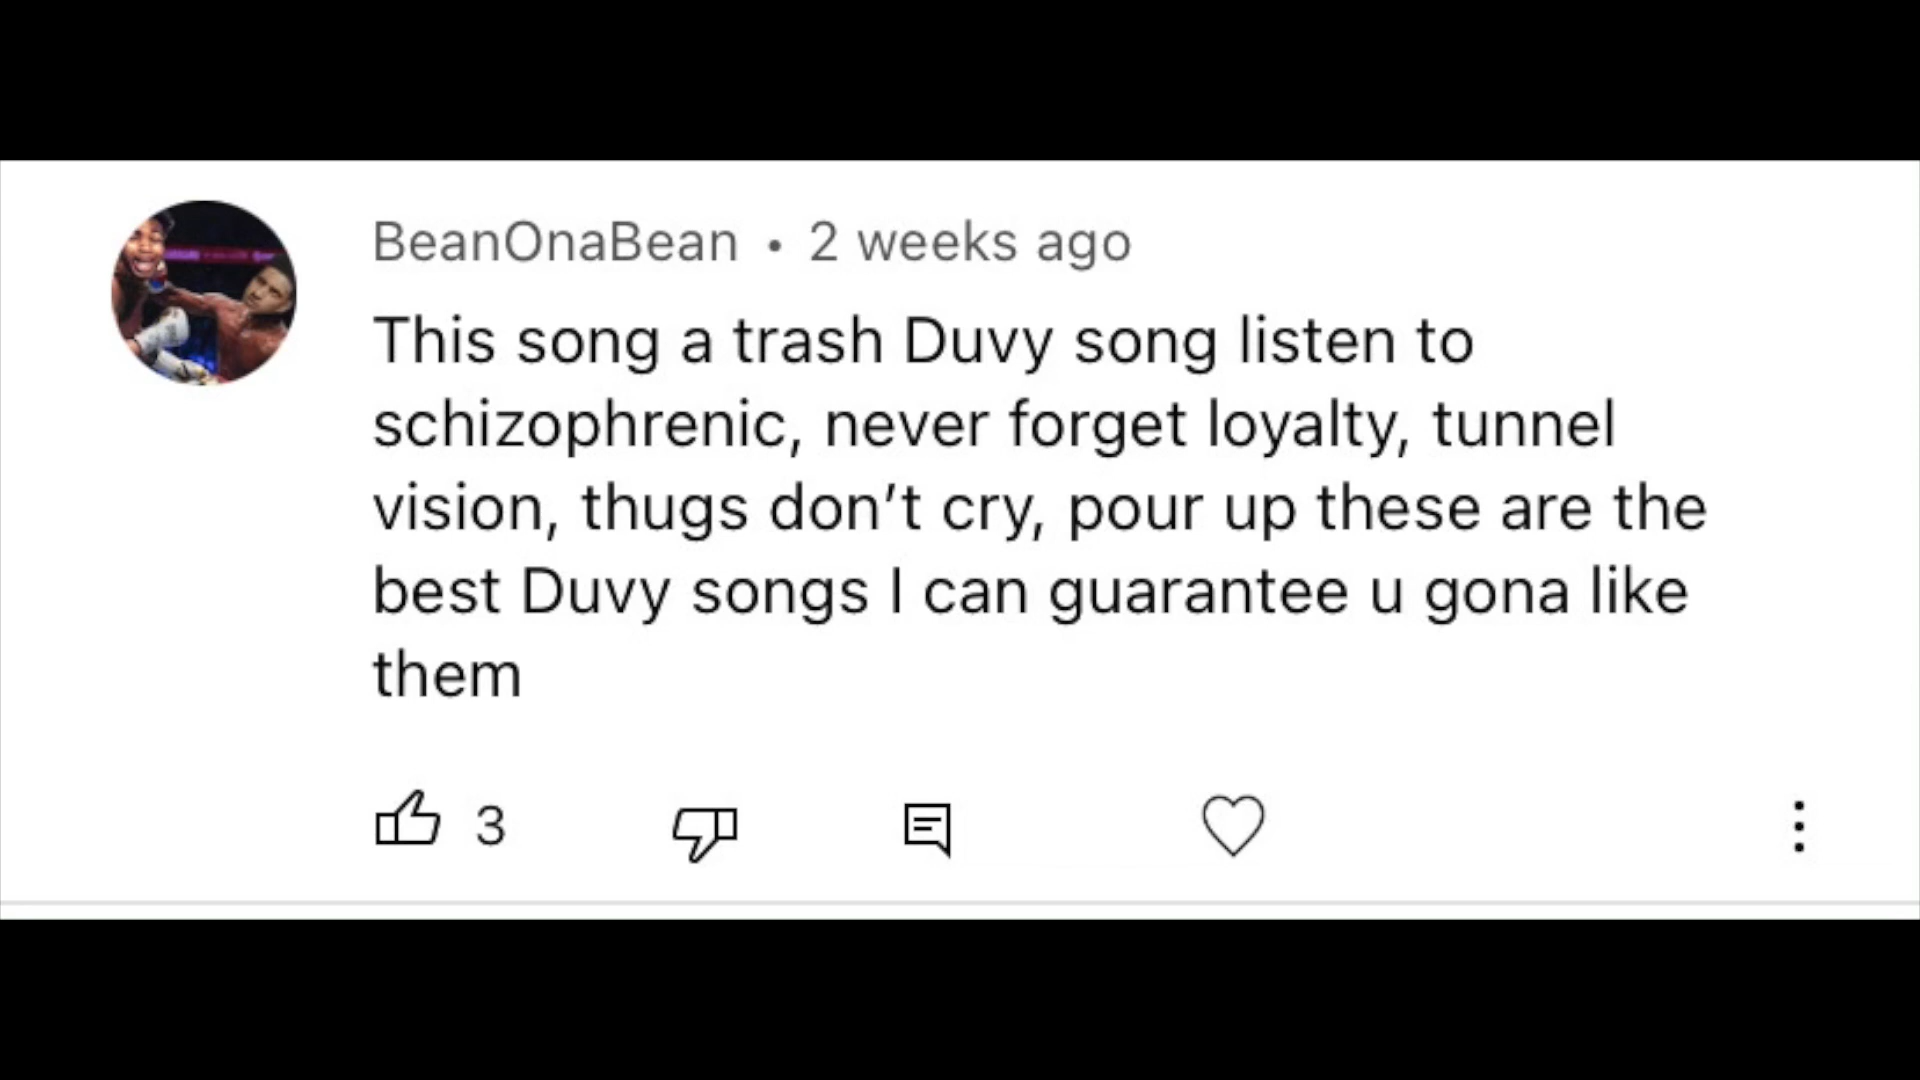 BeanOnaBean • 2 weeks ago
This song a trash Duvy song listen to
schizophrenic, never forget loyalty, tunnel
vision, thugs don’t cry, pour up these are the
best Duvy songs I can guarantee u gona like
them
3